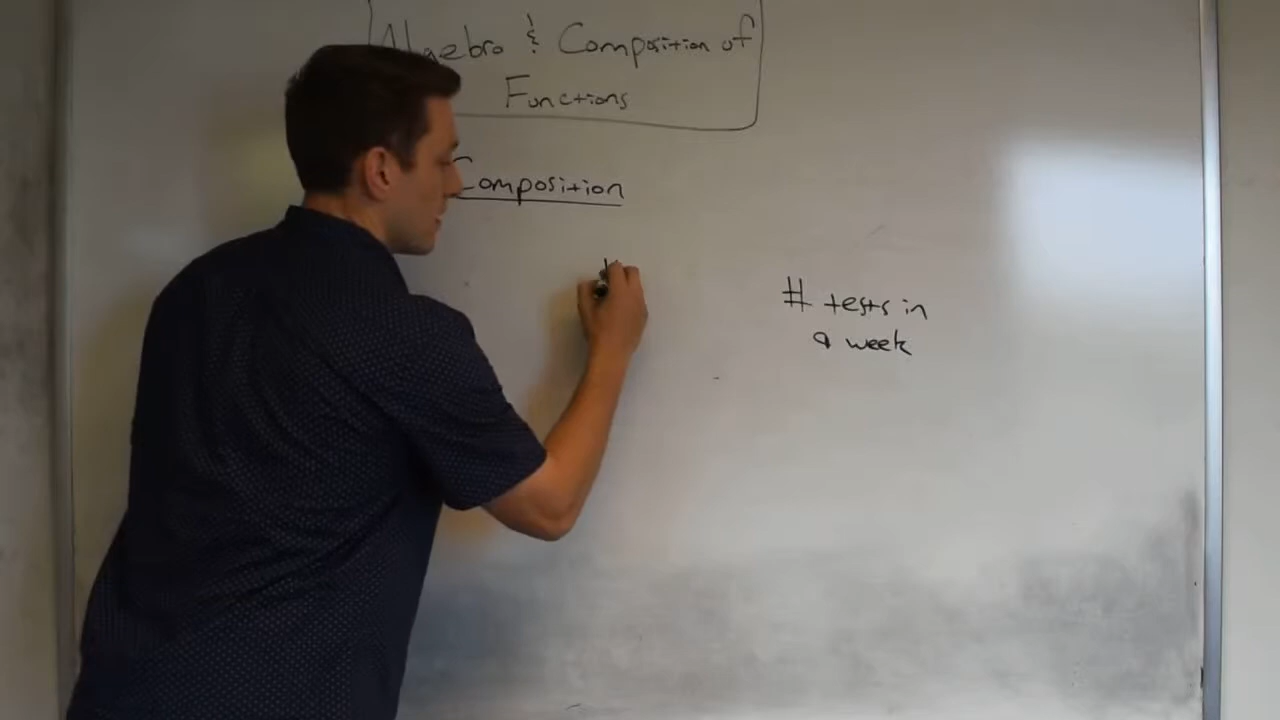 Algebra & Composition of
Functions
Composition
# tests in
a week